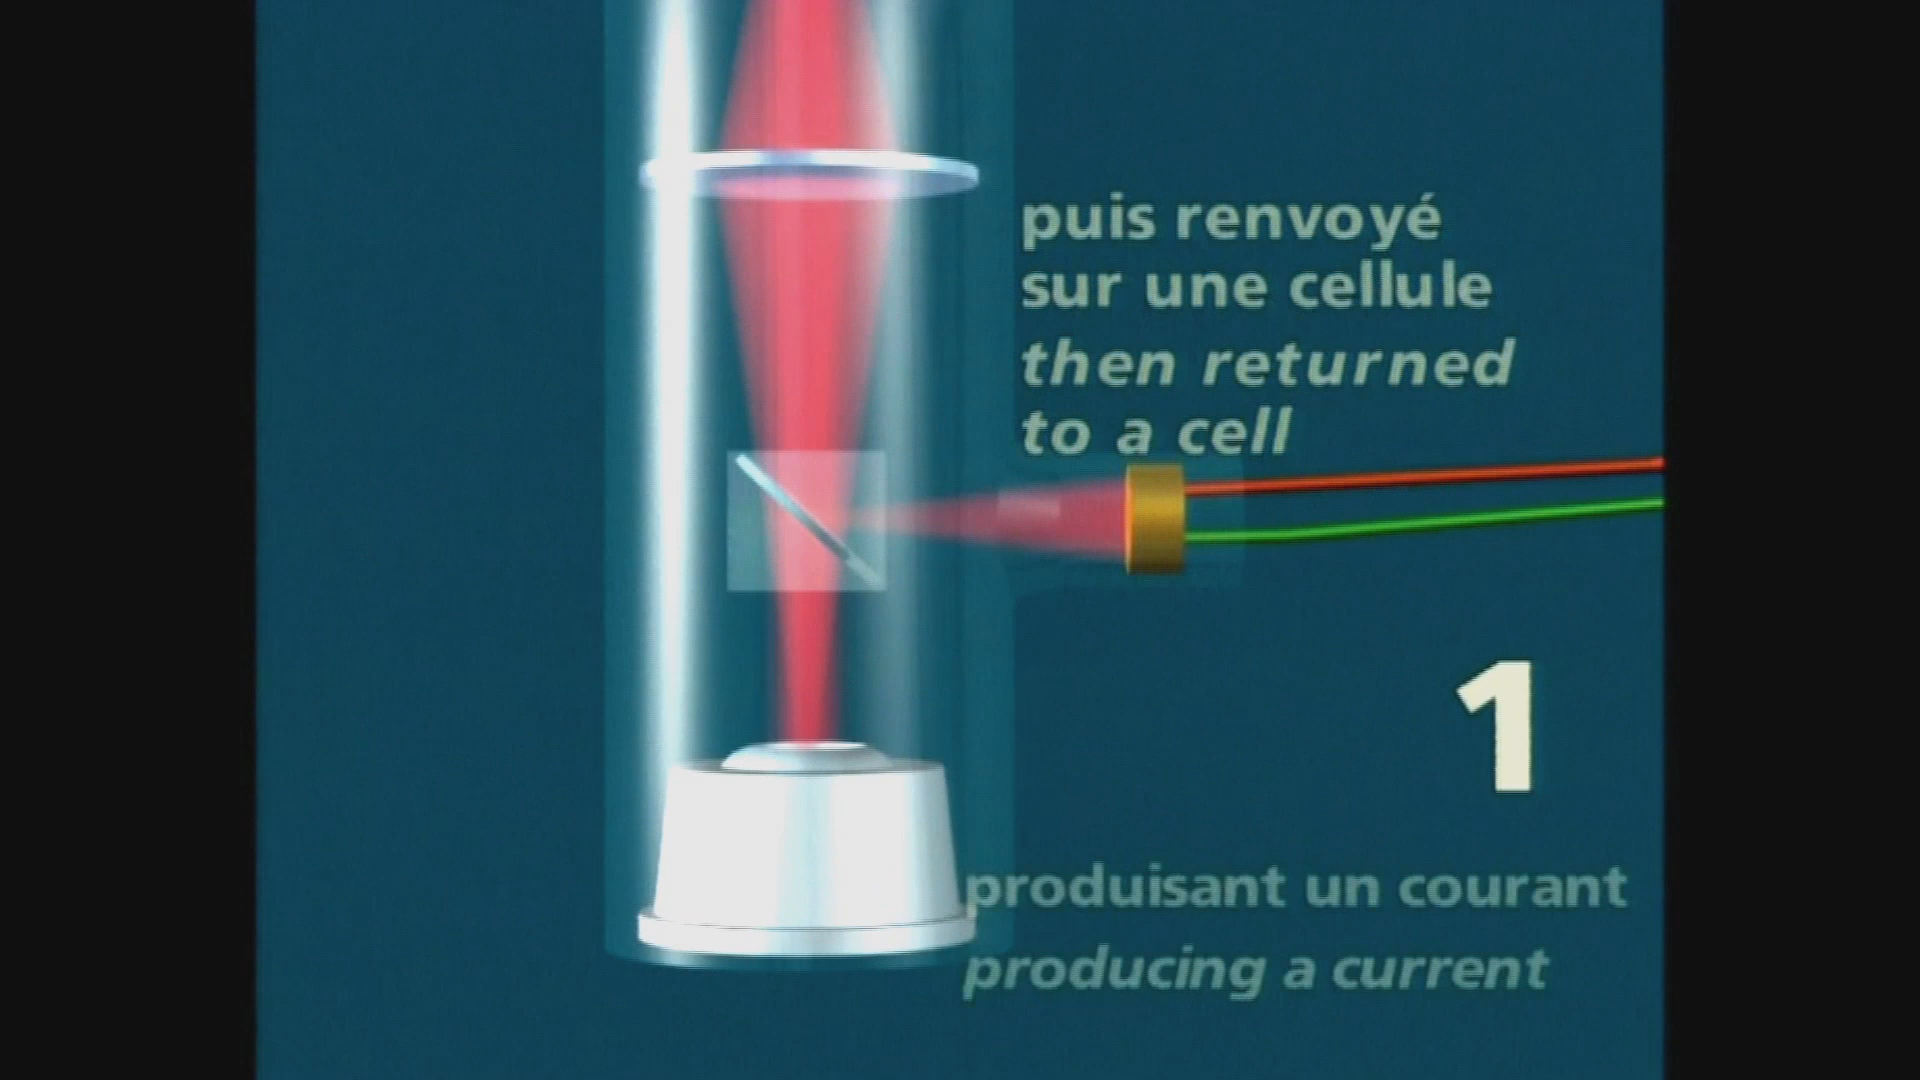 puis renvoyé
sur une cellule
then returned
to a cell
1
produisant un courant
producing a current